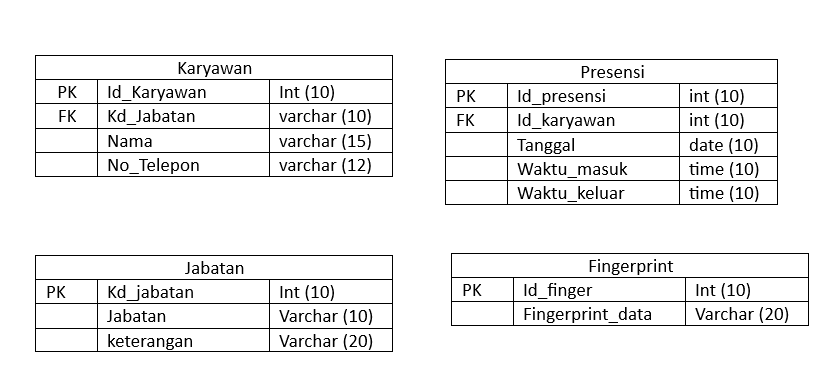 Karyawan
PK Id_Karyawan Int (10)
FK Kd_Jabatan varchar (10)
Nama varchar (15)
No_Telepon varchar (12)
Presensi
PK Id_presensi int (10)
FK Id_karyawan int (10)
Tanggal date (10)
Waktu_masuk time (10)
Waktu_keluar time (10)
Jabatan
PK Kd_jabatan Int (10)
Jabatan Varchar (10)
keterangan Varchar (20)
Fingerprint
PK Id_finger Int (10)
Fingerprint_data Varchar (20)